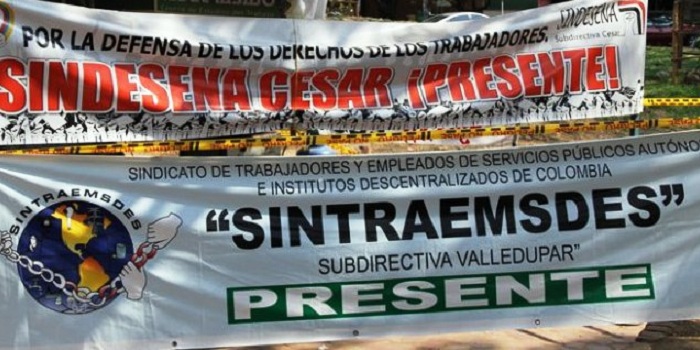 SINDESENA
Subdirectiva Cesar
POR LA DEFENSA DE LOS DERECHOS DE LOS TRABAJADORES,
SINDESENA CESAR ¡PRESENTE!
SINDICATO DE TRABAJADORES Y EMPLEADOS DE SERVICIOS PÚBLICOS AUTÓNO
E INSTITUTOS DESCENTRALIZADOS DE COLOMBIA
SINTRAEMSDES
"SINTRAEMSDES"
SUBDIRECTIVA VALLEDUPAR"
PRESENTE